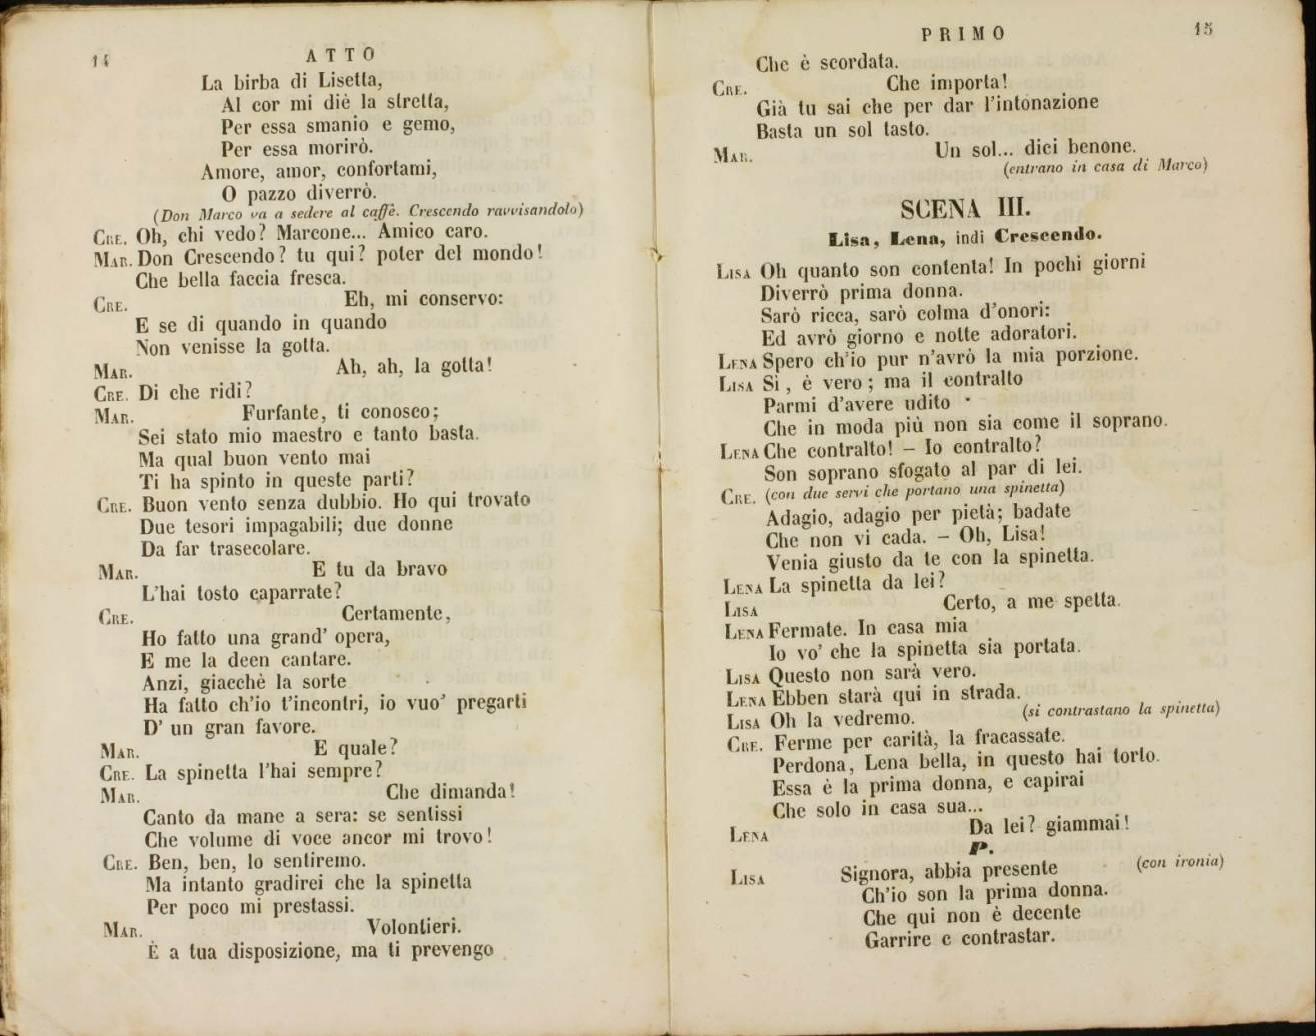 14
ATTO
La birba di Lisetta,
Al cor mi diè la stretta,
Per essa smanio e gemo,
Per essa morirò.
Amore, amor, confortami,
O pazzo diverrò.
(Don Marco va a sedere al caffè. Crescendo ravvisandolo)
CRE. Oh, chi vedo? Marcone... Amico caro.
MAR. Don Crescendo? tu qui? poter del mondo!
Che bella faccia fresca.
CRE. Eh, mi conservo:
E se di quando in quando
Non venisse la gotta.
MAR. Ah, ah, la gotta!
CRE. Di che ridi?
MAR. Furfante, ti conosco;
Sei stato mio maestro e tanto basta.
Ma qual buon vento mai
Ti ha spinto in queste parti?
CRE. Buon vento senza dubbio. Ho qui trovato
Due tesori impagabili; due donne
Da far trasecolare.
MAR. E tu da bravo
L'hai tosto caparrate?
CRE. Certamente,
Ho fatto una grand' opera,
E me la deen cantare.
Anzi, giacchè la sorte
Ha fatto ch'io t'incontri, io vuo' pregarti
D' un gran favore.
MAR. E quale?
CRE. La spinetta l'hai sempre?
MAR. Che dimanda!
Canto da mane a sera: se sentissi
Che volume di voce ancor mi trovo!
CRE. Ben, ben, lo sentiremo.
Ma intanto gradirei che la spinetta
Per poco mi prestassi.
MAR. Volontieri.
È a tua disposizione, ma ti prevengo
PRIMO
15
Che è scordata.
CRE. Che importa!
Già tu sai che per dar l'intonazione
Basta un sol tasto.
MAR. Un sol... dici benone.
(entrano in casa di Marco)
SCENA III.
Lisa, Lena, indi Crescendo.
LISA Oh quanto son contenta! In pochi giorni
Diverrò prima donna.
Sarò ricca, sarò colma d'onori:
Ed avrò giorno e notte adoratori.
LENA Spero ch'io pur n'avrò la mia porzione.
LISA Si, è vero; ma il contralto
Parmi d'avere udito
Che in moda più non sia come il soprano.
LENA Che contralto! – Io contralto?
Son soprano sfogato al par di lei.
CRE. (con due servi che portano una spinetta)
Adagio, adagio per pietà; badate
Che non vi cada. – Oh, Lisa!
Venia giusto da te con la spinetta.
LENA La spinetta da lei?
LISA Certo, a me spetta.
LENA Fermate. In casa mia
Io vo' che la spinetta sia portata.
LISA Questo non sarà vero.
LENA Ebben starà qui in strada.
LISA Oh la vedremo. (si contrastano la spinetta)
CRE. Ferme per carità, la fracassate.
Perdona, Lena bella, in questo hai torto.
Essa è la prima donna, e capirai
Che solo in casa sua...
LENA Da lei? giammai!
P.
LISA Signora, abbia presente (con ironia)
Ch'io son la prima donna.
Che qui non è decente
Garrire e contrastar.